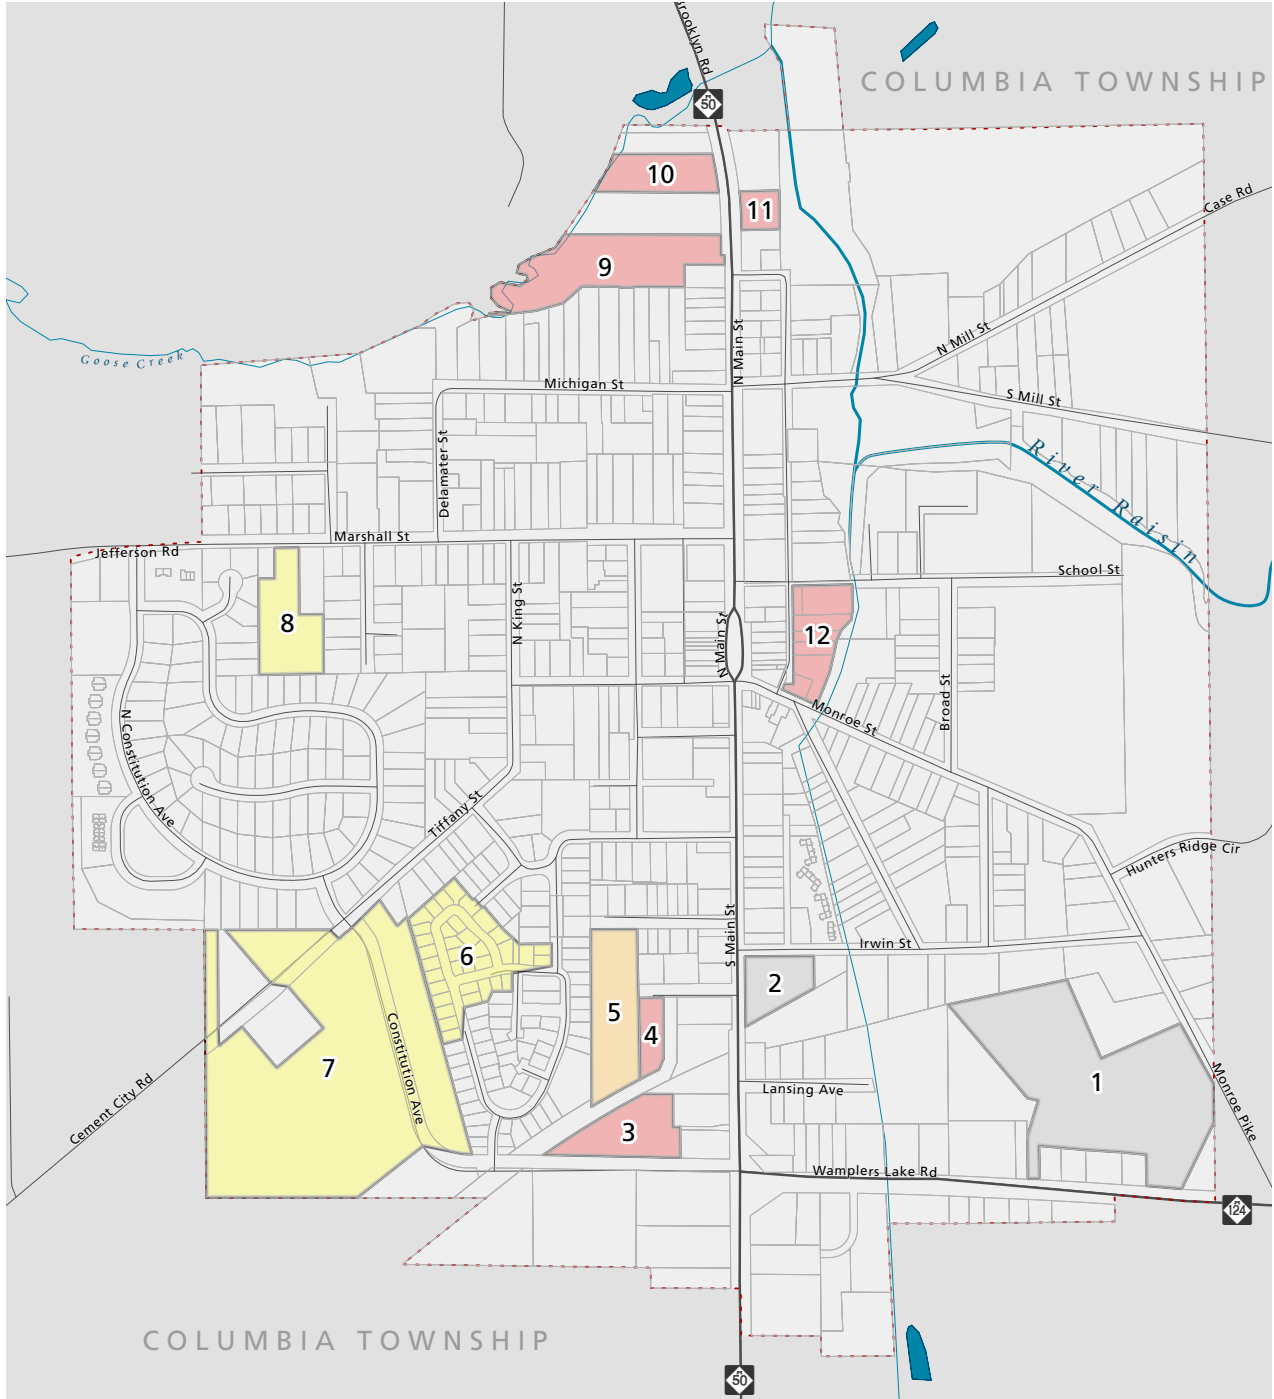 Brooklyn Rd
COLUMBIA TOWNSHIP
M
50
10
11
Case Rd
9
N Main St
N Mill St
Goose Creek
Michigan St
S Mill St
Delamater St
River Raisin
Marshall St
Jefferson Rd
School St
N King St
8
12
N Main St
Broad St
Monroe St
N Constitution Ave
Tiffany St
Hunters Ridge Cir
S Main St
Irwin St
6
2
5
4
Constitution Ave
7
1
Lansing Ave
Cement City Rd
3
Monroe Pike
Wamplers Lake Rd
M
124
COLUMBIA TOWNSHIP
M
50